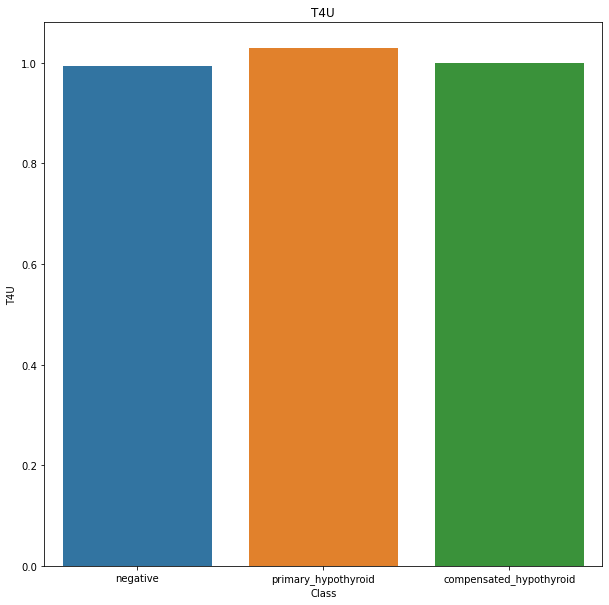 T4U
T4U
1.0
0.8
0.6
0.4
0.2
0.0
negative
primary_hypothyroid
compensated_hypothyroid
Class